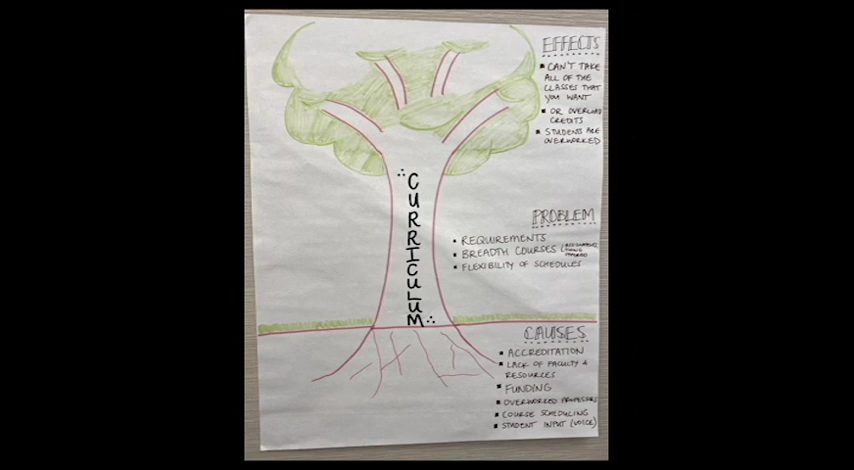 EFFECTS
▪ CAN'T TAKE
ALL OF THE
CLASSES THAT
YOU WANT
▪ OR OVERLOAD
CREDITS
▪ STUDENTS ARE
OVERWORKED
CURRICULUM
PROBLEM
▪ REQUIREMENTS
▪ BREADTH COURSES
▪ FLEXIBILITY OF SCHEDULES
CAUSES
▪ ACCREDITATION
▪ LACK OF FACULTY &
RESOURCES
▪ FUNDING
▪ OVERWORKED PROFESSORS
▪ COURSE SCHEDULING
▪ STUDENT INPUT (VOICE)